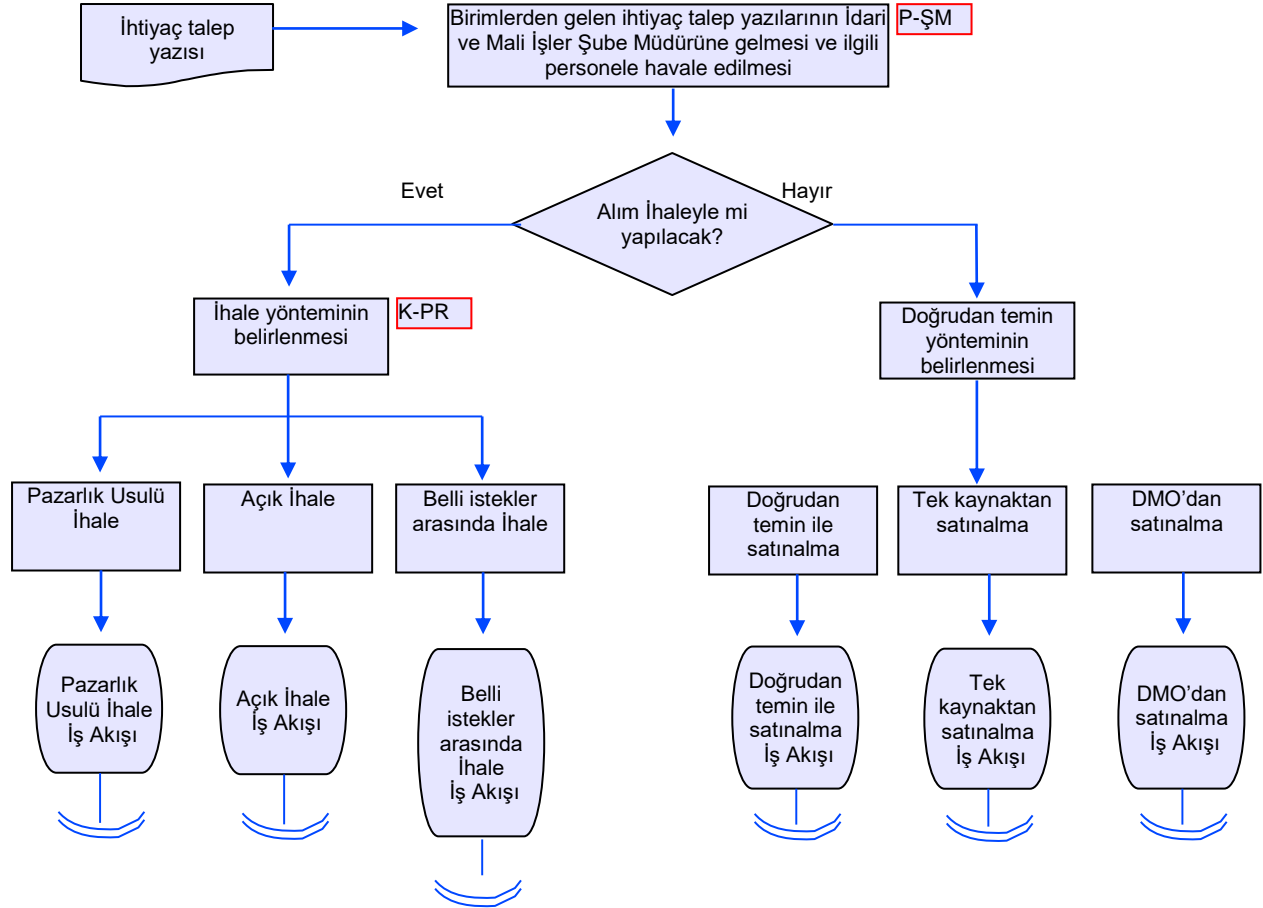 İhtiyaç talep
yazısı
Birimlerden gelen ihtiyaç talep yazılarının İdari
ve Mali İşler Şube Müdürüne gelmesi ve ilgili
personele havale edilmesi
P-ŞM
Evet
Hayır
Alım İhaleyle mi
yapılacak?
İhale yönteminin
belirlenmesi
K-PR
Doğrudan temin
yönteminin
belirlenmesi
Pazarlık Usulü
İhale
Açık İhale
Belli istekler
arasında İhale
Doğrudan
temin ile
satınalma
Tek kaynaktan
satınalma
DMO’dan
satınalma
Pazarlık
Usulü İhale
İş Akışı
Açık İhale
İş Akışı
Belli
istekler
arasında
İhale
İş Akışı
Doğrudan
temin ile
satınalma
İş Akışı
Tek
kaynaktan
satınalma
İş Akışı
DMO’dan
satınalma
İş Akışı